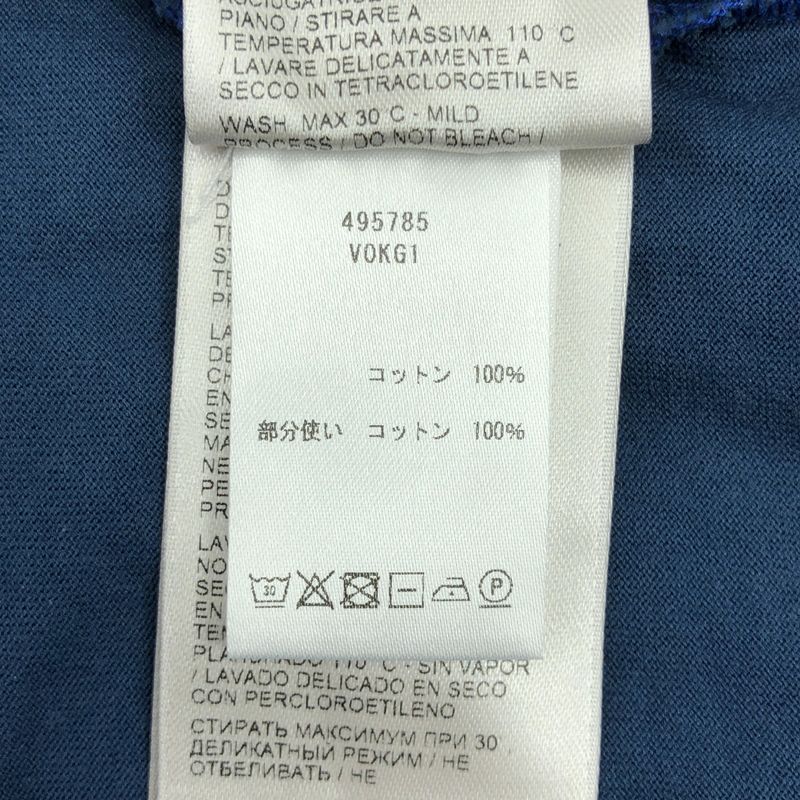 ASCIUGATRICE
PIANO / STIRARE A
TEMPERATURA MASSIMA 110 °C
/ LAVARE DELICATAMENTE A
SECCO IN TETRACLOROETILENE
WASH MAX 30 C - MILD
PROCESS / DO NOT BLEACH /
495785
V0KG1
コットン 100%
部分使い コットン 100%
30
P
PLANCHADO 110 °C - SIN VAPOR
/ LAVADO DELICADO EN SECO
CON PERCLOROETILENO
СТИРАТЬ МАКСИМУМ ПРИ 30
ДЕЛИКАТНЫЙ РЕЖИМ / НЕ
ОТБЕЛИВАТЬ / НЕ